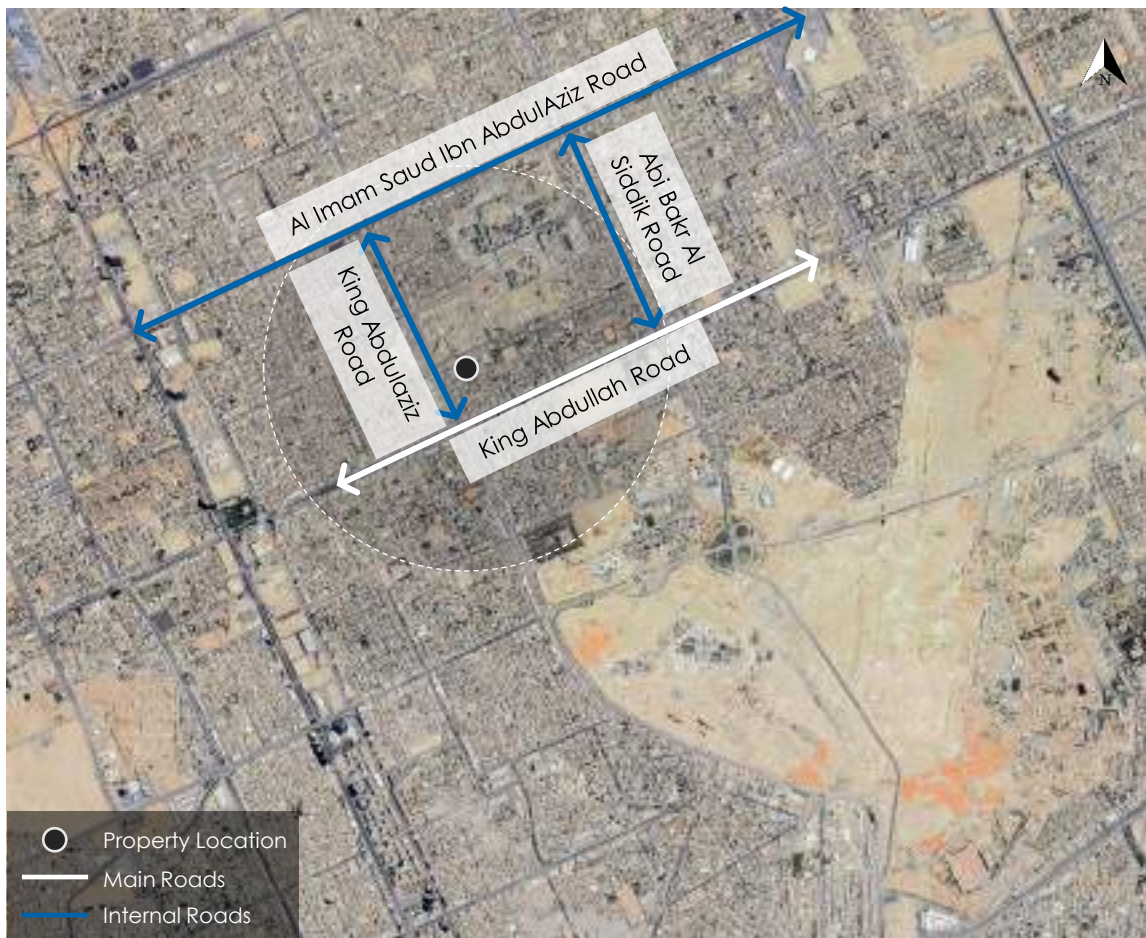 N
Al Imam Saud Ibn AbdulAziz Road
Abi Bakr Al
Siddik Road
King Abdulaziz
Road
King Abdullah Road
Property Location
Main Roads
Internal Roads